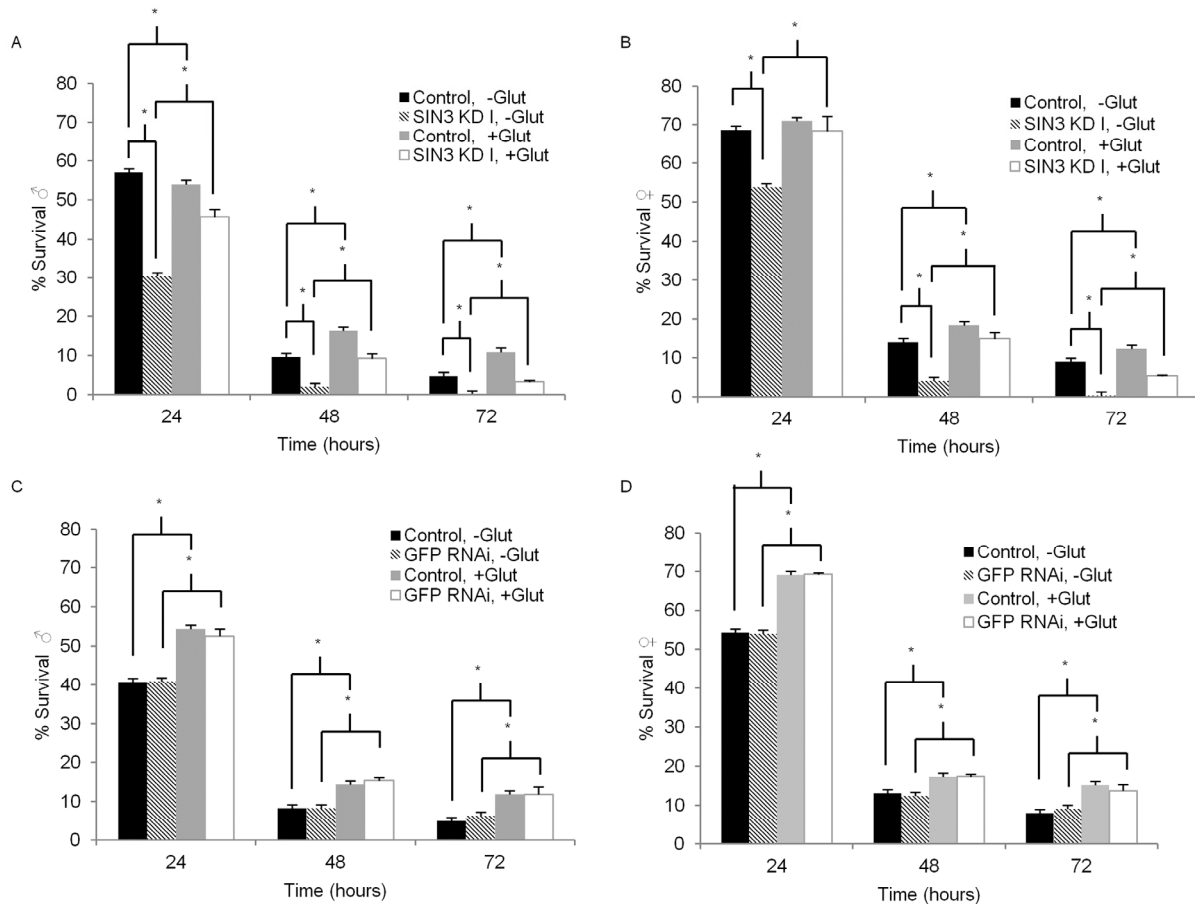 A
% Survival ♂
80
70
60
50
40
30
20
10
0
*
*
*
*
*
*
*
*
*
Control, -Glut
SIN3 KD I, -Glut
Control, +Glut
SIN3 KD I, +Glut
24
48
72
Time (hours)
B
% Survival ♀
80
70
60
50
40
30
20
10
0
*
*
*
*
*
*
*
*
Control, -Glut
SIN3 KD I, -Glut
Control, +Glut
SIN3 KD I, +Glut
24
48
72
Time (hours)
C
% Survival ♂
80
70
60
50
40
30
20
10
0
*
*
*
*
*
*
Control, -Glut
GFP RNAi, -Glut
Control, +Glut
GFP RNAi, +Glut
24
48
72
Time (hours)
D
% Survival ♀
80
70
60
50
40
30
20
10
0
*
*
*
*
*
*
Control, -Glut
GFP RNAi, -Glut
Control, +Glut
GFP RNAi, +Glut
24
48
72
Time (hours)